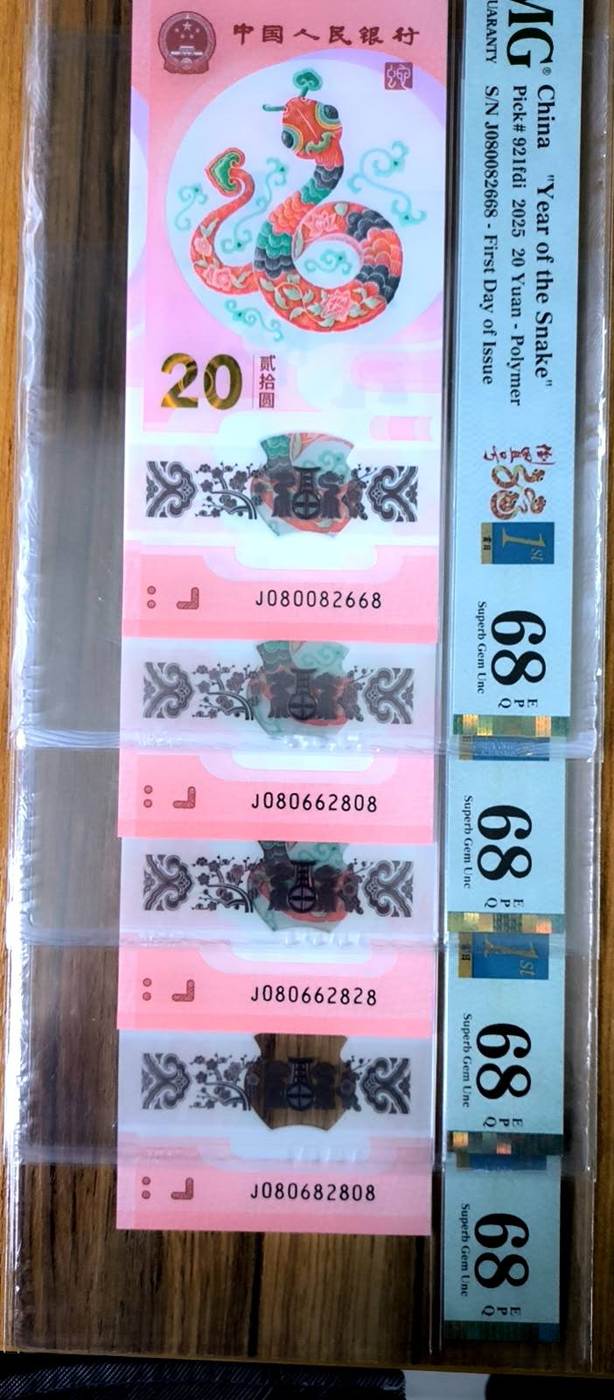 中国人民银行
20
贰拾圆
J080082668
J080662808
J080662828
J080682808
MG®
UARANTY
China "Year of the Snake"
Pick# 921fdi 2025 20 Yuan - Polymer
S/N J080082668 - First Day of Issue
1st
68 EPQ
Superb Gem Unc
68 EPQ
Superb Gem Unc
1st
68 EPQ
Superb Gem Unc
68 EPQ
Superb Gem Unc